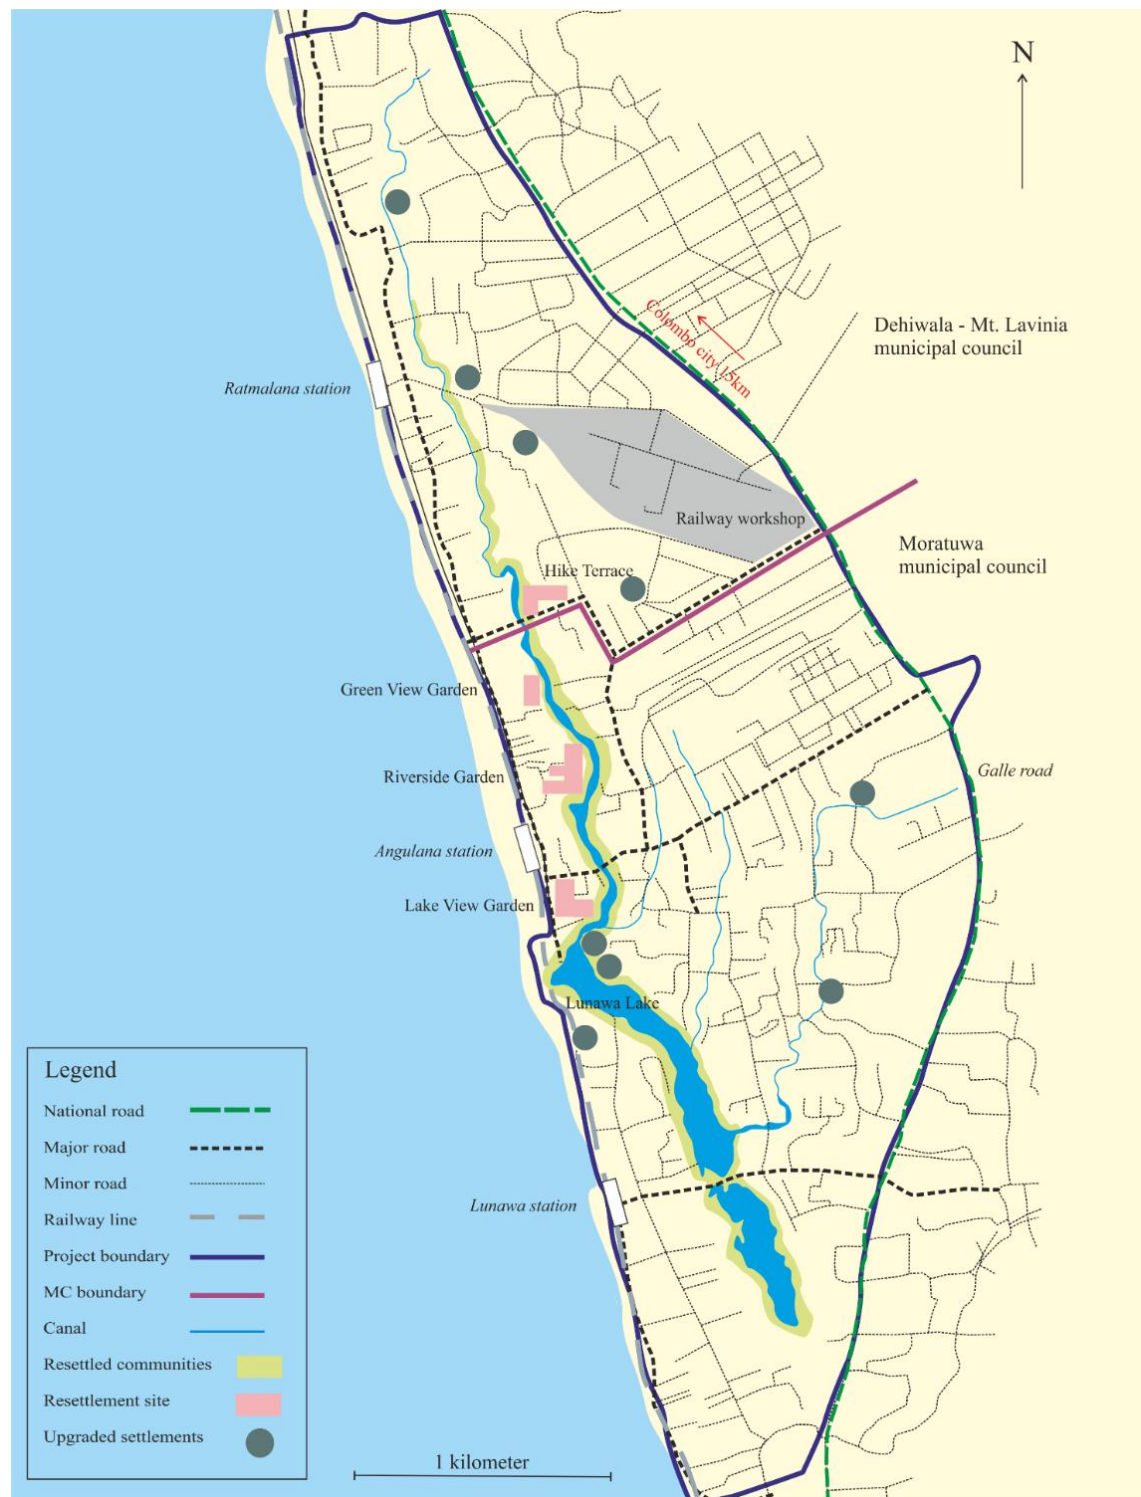 N
Colombo city 15km
Dehiwala - Mt. Lavinia
municipal council
Ratmalana station
Railway workshop
Moratuwa
municipal council
Hike Terrace
Green View Garden
Riverside Garden
Galle road
Angulana station
Lake View Garden
Lunawa Lake
Lunawa station
Legend
National road
Major road
Minor road
Railway line
Project boundary
MC boundary
Canal
Resettled communities
Resettlement site
Upgraded settlements
1 kilometer